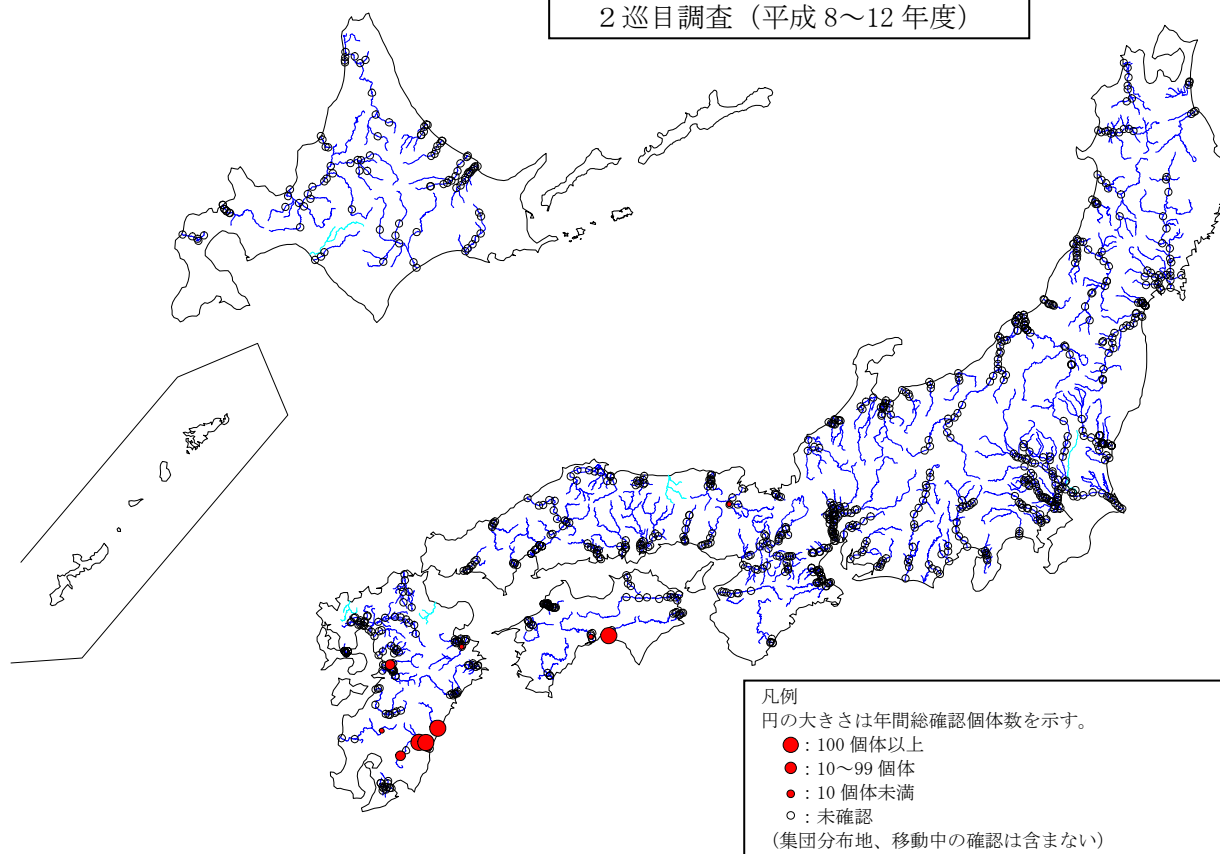 2巡目調査（平成 8～12 年度）
凡例
円の大きさは年間総確認個体数を示す。
：100 個体以上
：10～99 個体
：10 個体未満
：未確認
（集団分布地、移動中の確認は含まない）